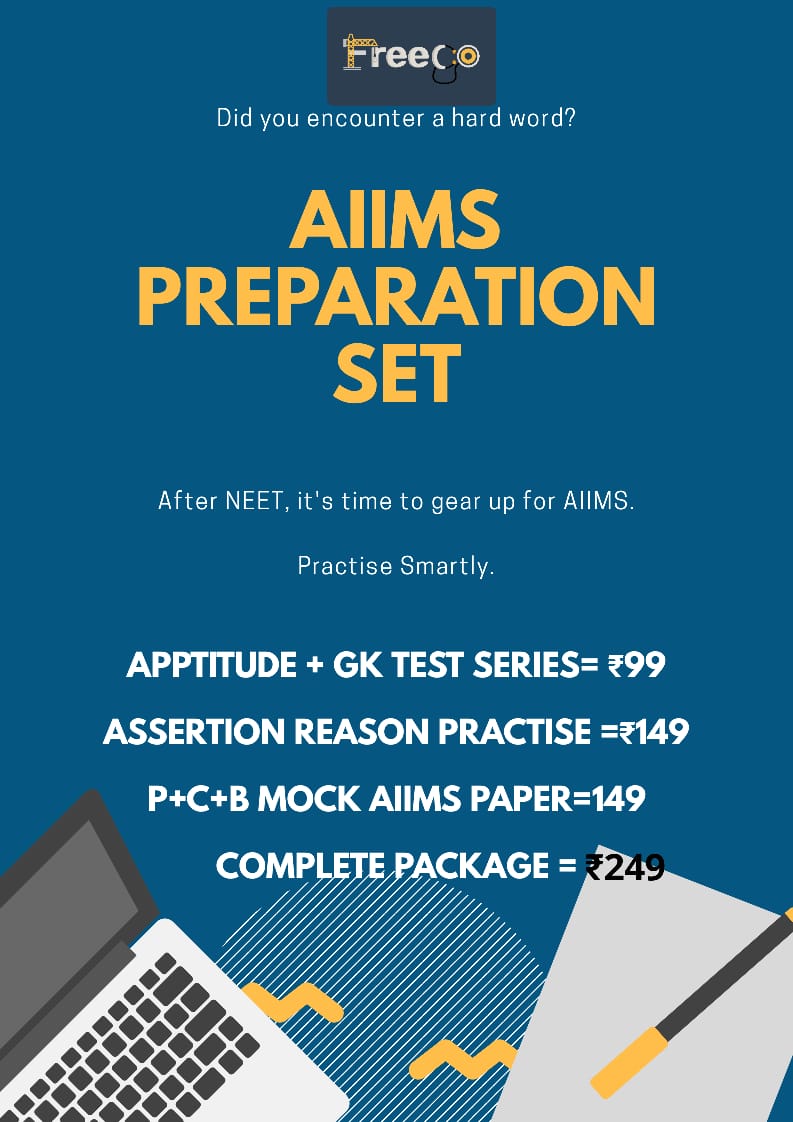 Freego
Did you encounter a hard word?
AIIMS
PREPARATION
SET
After NEET, it's time to gear up for AIIMS.
Practise Smartly.
APPTITUDE + GK TEST SERIES= ₹99
ASSERTION REASON PRACTISE =₹149
P+C+B MOCK AIIMS PAPER=149
COMPLETE PACKAGE = ₹249